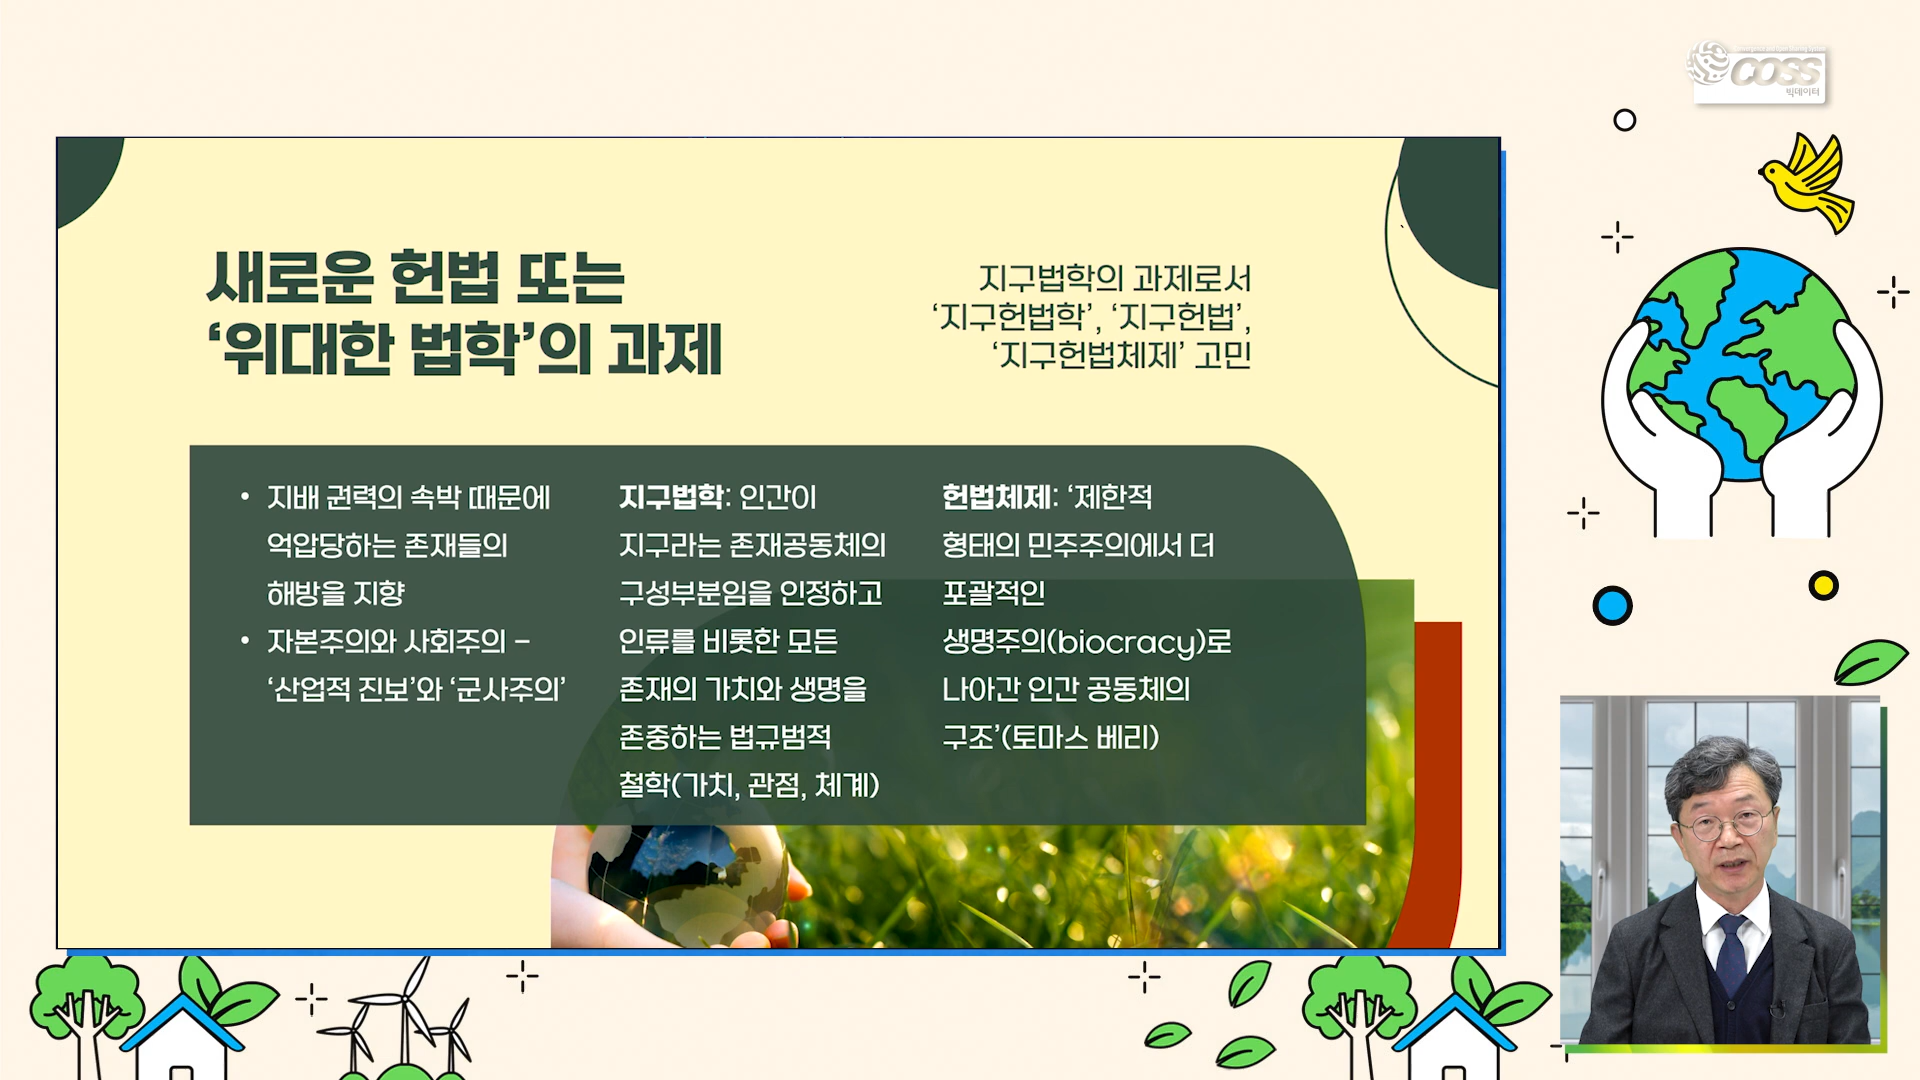 COSS
빅데이터
새로운 헌법 또는
‘위대한 법학’의 과제
지구법학의 과제로서
‘지구헌법학’, ‘지구헌법’,
‘지구헌법체제’ 고민
• 지배 권력의 속박 때문에
억압당하는 존재들의
해방을 지향
• 자본주의와 사회주의 –
‘산업적 진보’와 ‘군사주의’
지구법학: 인간이
지구라는 존재공동체의
구성부분임을 인정하고
인류를 비롯한 모든
존재의 가치와 생명을
존중하는 법규범적
철학(가치, 관점, 체계)
헌법체제: ‘제한적
형태의 민주주의에서 더
포괄적인
생명주의(biocracy)로
나아간 인간 공동체의
구조’(토마스 베리)